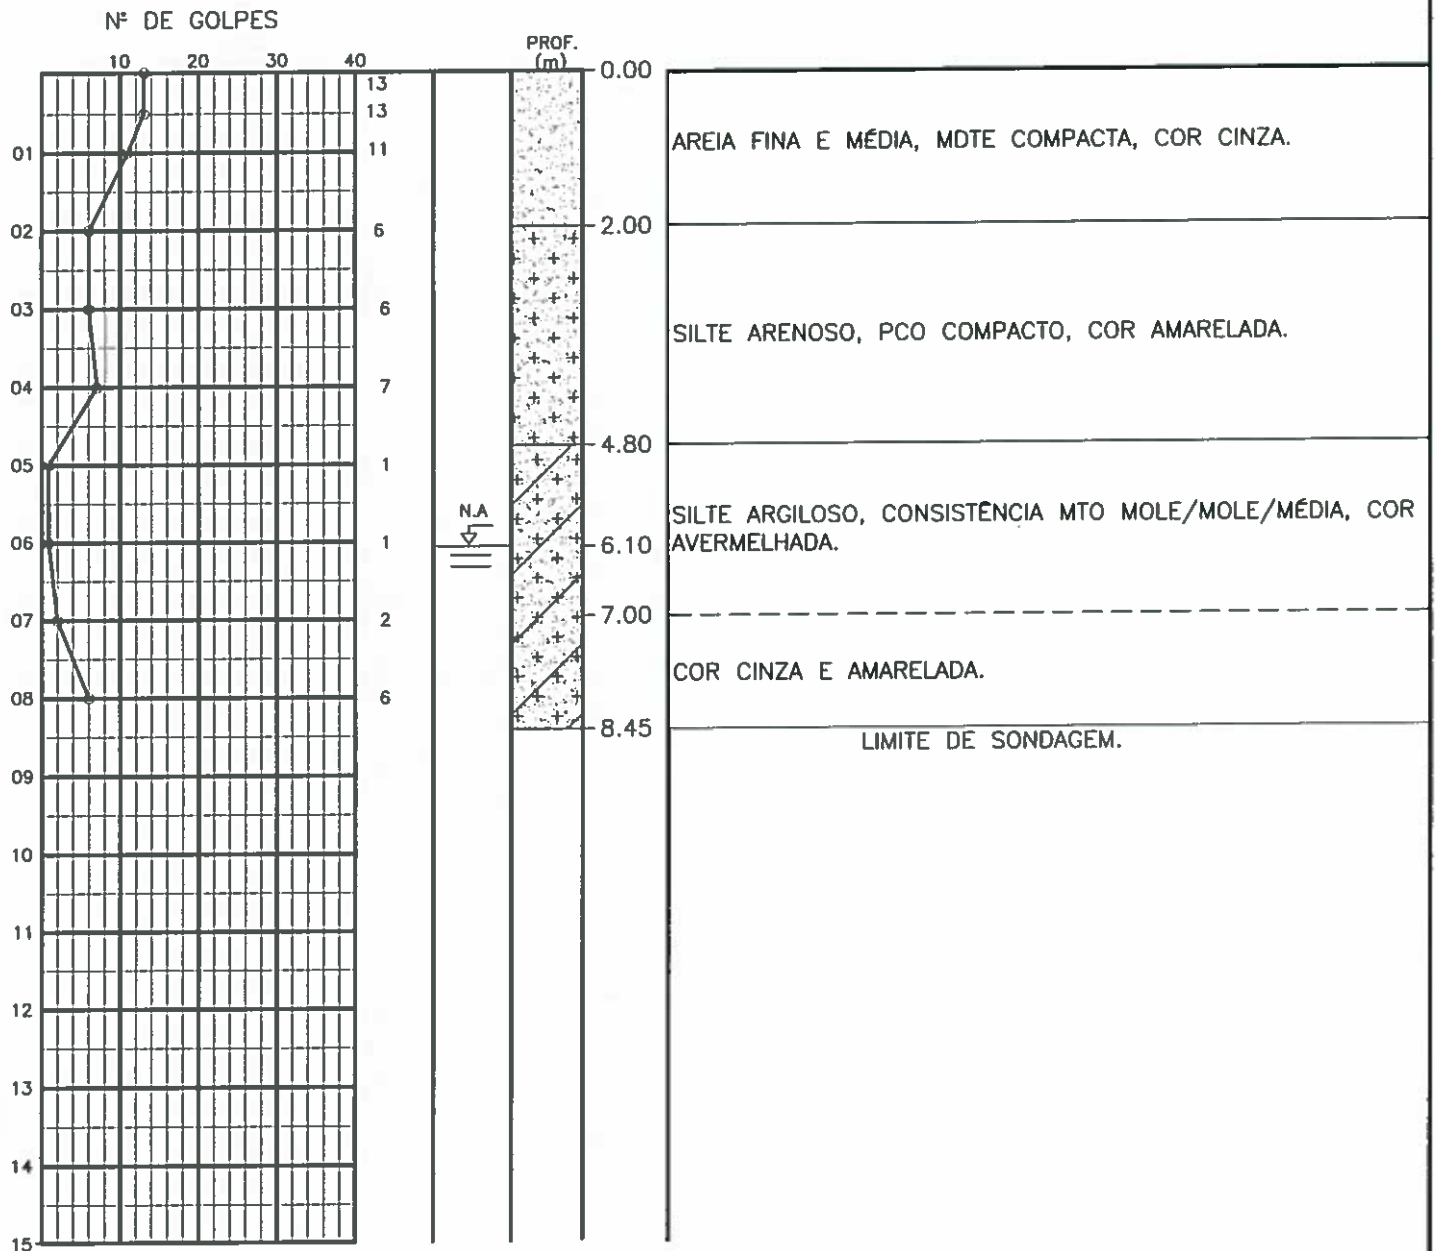 Nº DE GOLPES
10 20 30 40
PROF.
(m)
0.00
13
13
AREIA FINA E MÉDIA, MDTE COMPACTA, COR CINZA.
01 11
2.00
02 6
03 6
SILTE ARENOSO, PCO COMPACTO, COR AMARELADA.
04 7
4.80
05 1
N.A
SILTE ARGILOSO, CONSISTÊNCIA MTO MOLE/MOLE/MÉDIA, COR
AVERMELHADA.
06 1
6.10
7.00
07 2
COR CINZA E AMARELADA.
08 6
8.45
LIMITE DE SONDAGEM.
09
10
11
12
13
14
15